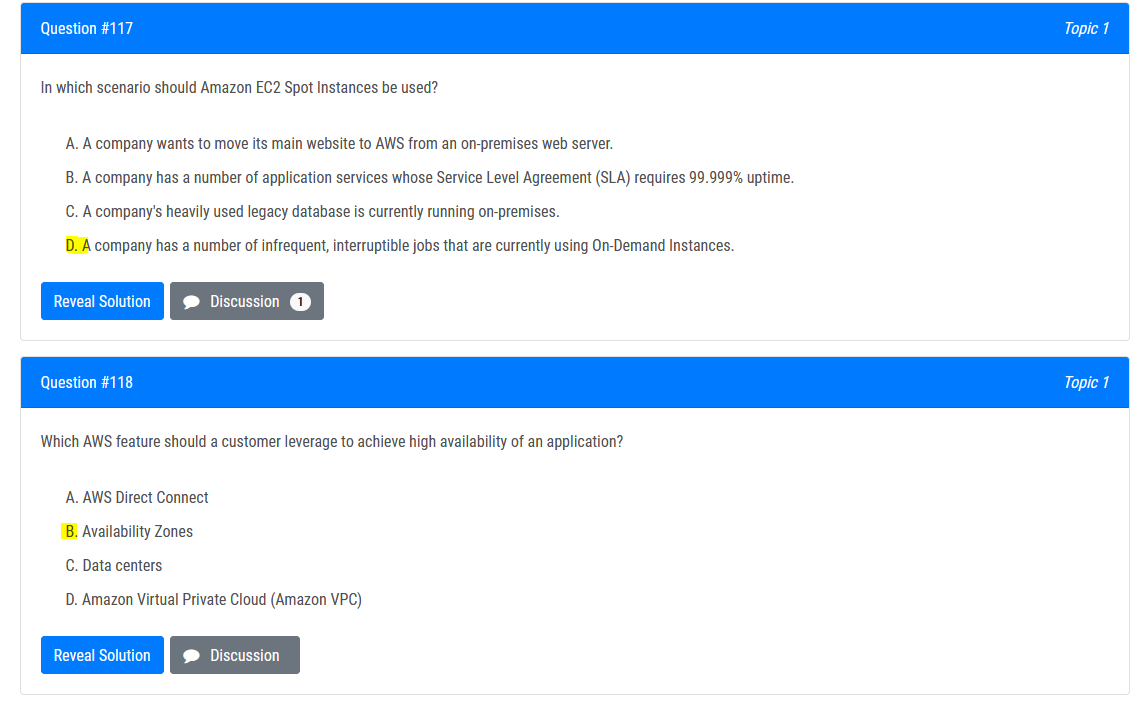 Question #117
Topic 1
In which scenario should Amazon EC2 Spot Instances be used?
A. A company wants to move its main website to AWS from an on-premises web server.
B. A company has a number of application services whose Service Level Agreement (SLA) requires 99.999% uptime.
C. A company's heavily used legacy database is currently running on-premises.
D. A company has a number of infrequent, interruptible jobs that are currently using On-Demand Instances.
Reveal Solution
Discussion 1
Question #118
Topic 1
Which AWS feature should a customer leverage to achieve high availability of an application?
A. AWS Direct Connect
B. Availability Zones
C. Data centers
D. Amazon Virtual Private Cloud (Amazon VPC)
Reveal Solution
Discussion